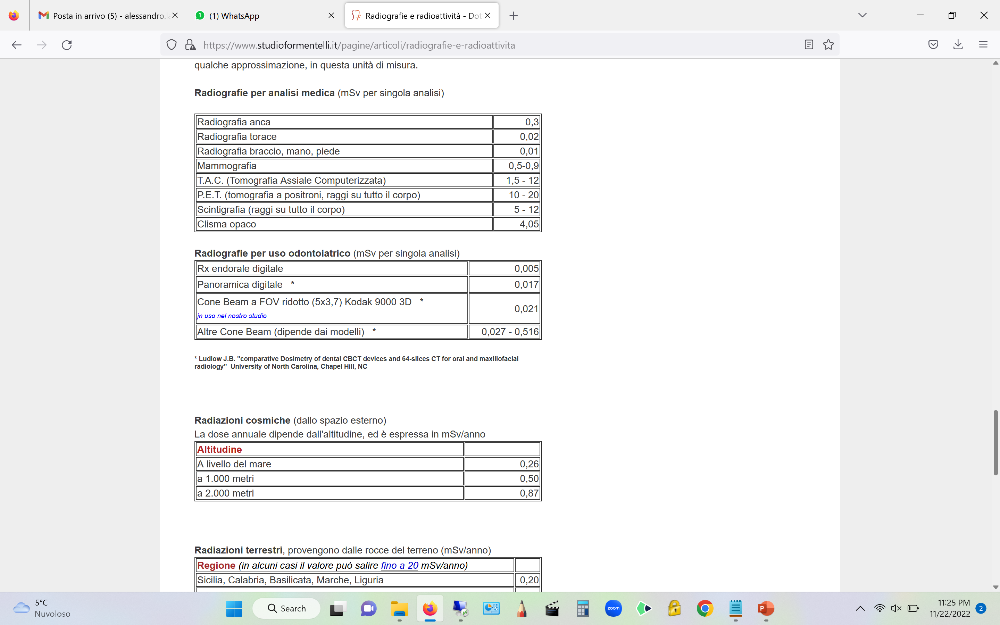 Posta in arrivo (5) - alessandro.la
1 (1) WhatsApp
Radiografie e radioattività - Dot
https://www.studioformentelli.it/pagine/articoli/radiografie-e-radioattivita
qualche approssimazione, in questa unità di misura.
Radiografie per analisi medica (mSv per singola analisi)
Radiografia anca 0,3
Radiografia torace 0,02
Radiografia braccio, mano, piede 0,01
Mammografia 0,5-0,9
T.A.C. (Tomografia Assiale Computerizzata) 1,5 - 12
P.E.T. (tomografia a positroni, raggi su tutto il corpo) 10 - 20
Scintigrafia (raggi su tutto il corpo) 5 - 12
Clisma opaco 4,05
Radiografie per uso odontoiatrico (mSv per singola analisi)
Rx endorale digitale 0,005
Panoramica digitale * 0,017
Cone Beam a FOV ridotto (5x3,7) Kodak 9000 3D *
jn uso nel nostro studio
0,021
Altre Cone Beam (dipende dai modelli) * 0,027 - 0,516
* Ludlow J.B. "comparative Dosimetry of dental CBCT devices and 64-slices CT for oral and maxillofacial
radiology" University of North Carolina, Chapel Hill, NC
Radiazioni cosmiche (dallo spazio esterno)
La dose annuale dipende dall'altitudine, ed è espressa in mSv/anno
Altitudine
A livello del mare 0,26
a 1.000 metri 0,50
a 2.000 metri 0,87
Radiazioni terrestri, provengono dalle rocce del terreno (mSv/anno)
Regione (in alcuni casi il valore può salire fino a 20 mSv/anno)
Sicilia, Calabria, Basilicata, Marche, Liguria 0,20
5°C
Nuvoloso
Search
zoom
P
11:25 PM
11/22/2022
2